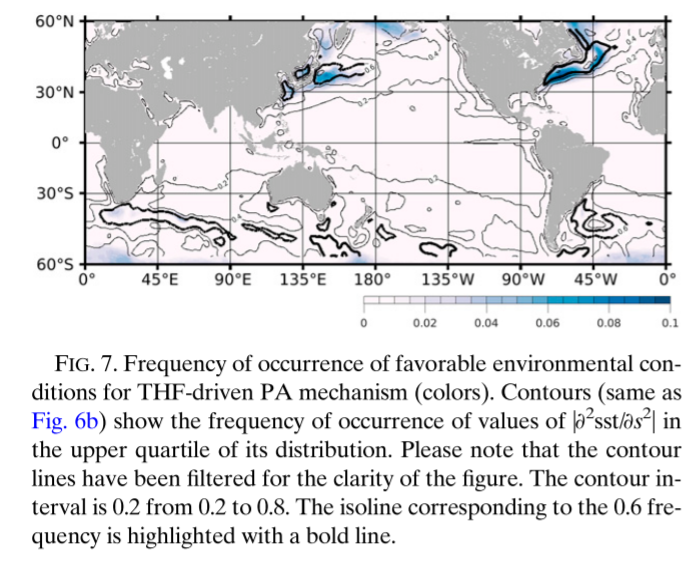 60°N
30°N
0°
30°S
60°S
0° 45°E 90°E 135°E 180° 135°W 90°W 45°W 0°
0 0.02 0.04 0.06 0.08 0.1
FIG. 7. Frequency of occurrence of favorable environmental con-
ditions for THF-driven PA mechanism (colors). Contours (same as
Fig. 6b) show the frequency of occurrence of values of |∂²sst/∂s²| in
the upper quartile of its distribution. Please note that the contour
lines have been filtered for the clarity of the figure. The contour in-
terval is 0.2 from 0.2 to 0.8. The isoline corresponding to the 0.6 fre-
quency is highlighted with a bold line.